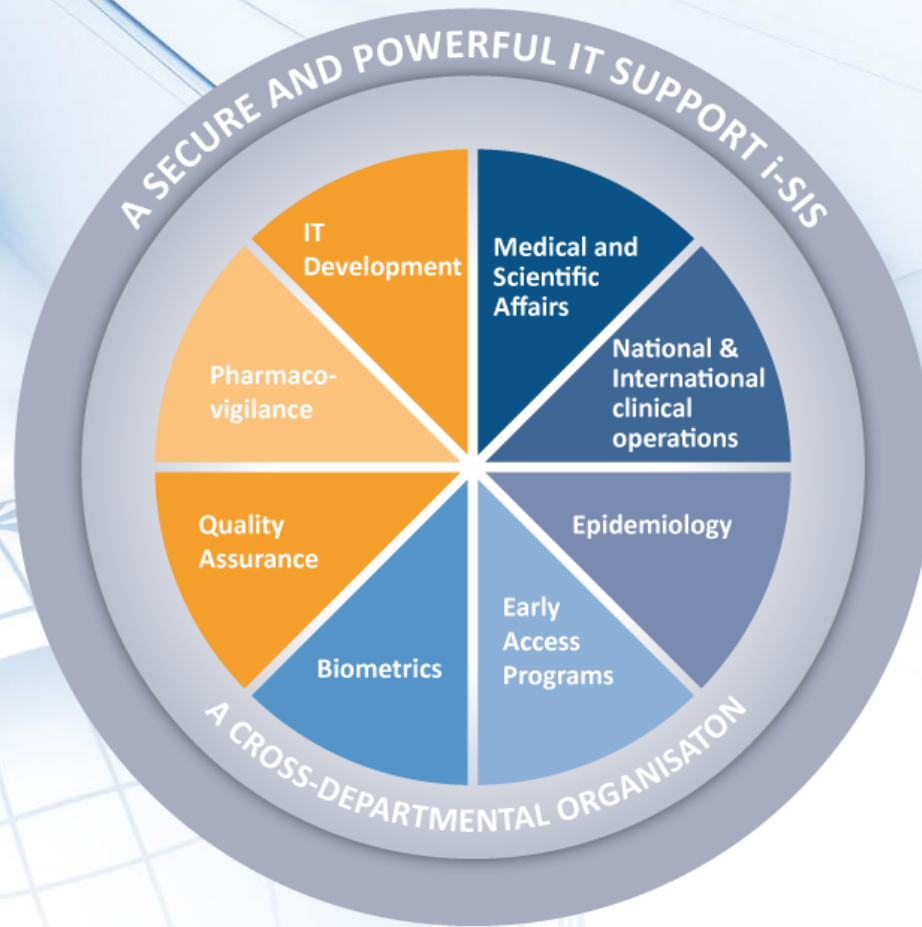 A SECURE AND POWERFUL IT SUPPORT i-SIS
IT
Development
Medical and
Scientific
Affairs
National &
International
clinical
operations
Pharmaco-
vigilance
Quality
Assurance
Epidemiology
Early
Access
Programs
Biometrics
A CROSS-DEPARTMENTAL ORGANISATON